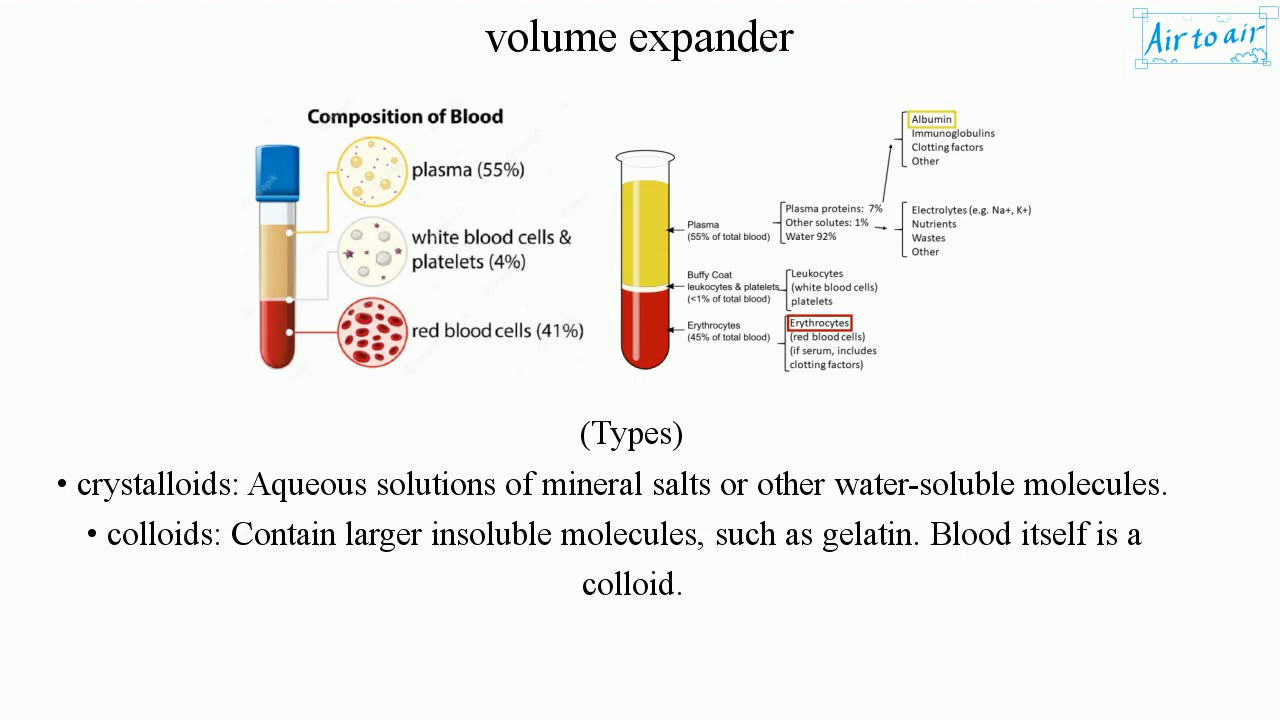 volume expander
Air to air
Composition of Blood
plasma (55%)
white blood cells &
platelets (4%)
red blood cells (41%)
Plasma
(55% of total blood)
Buffy Coat
leukocytes & platelets
(<1% of total blood)
Erythrocytes
(45% of total blood)
Plasma proteins: 7%
Other solutes: 1%
Water 92%
Albumin
Immunoglobulins
Clotting factors
Other
Electrolytes (e.g. Na+, K+)
Nutrients
Wastes
Other
Leukocytes
(white blood cells)
platelets
Erythrocytes
(red blood cells)
(if serum, includes
clotting factors)
(Types)
• crystalloids: Aqueous solutions of mineral salts or other water-soluble molecules.
• colloids: Contain larger insoluble molecules, such as gelatin. Blood itself is a
colloid.